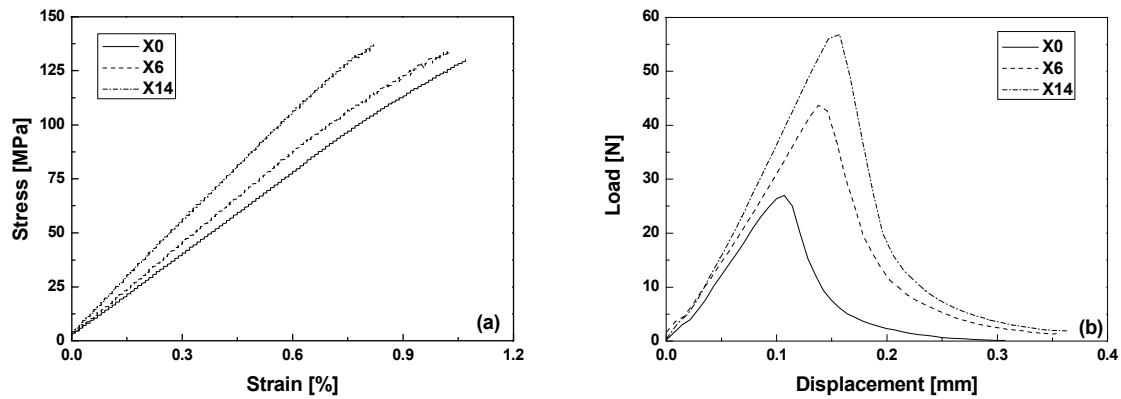 150
125
100
75
50
25
0
Stress [MPa]
X0
X6
X14
(a)
0.0 0.3 0.6 0.9 1.2
Strain [%]
60
50
40
30
20
10
0
Load [N]
X0
X6
X14
(b)
0.0 0.1 0.2 0.3 0.4
Displacement [mm]